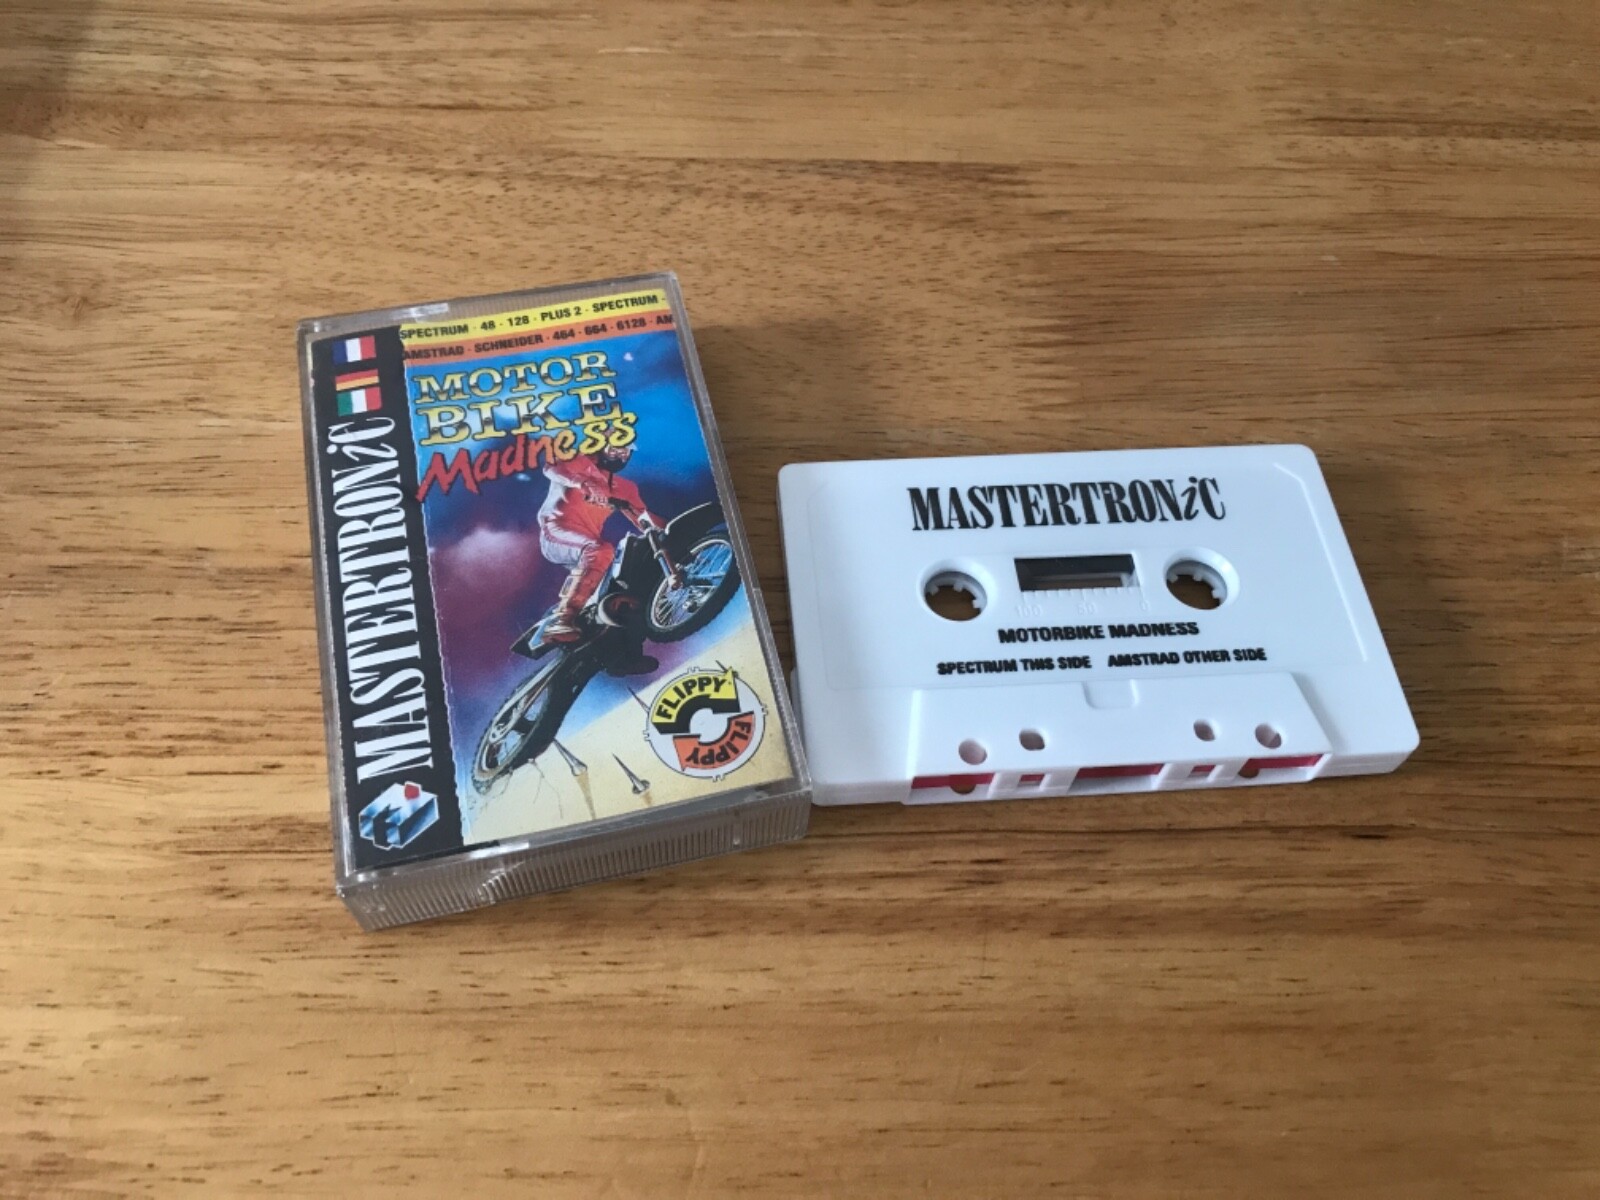 SPECTRUM · 48 · 128 · PLUS 2 · SPECTRUM ·
AMSTRAD · SCHNEIDER · 464 · 664 · 6128 · AM
MOTOR
BIKE
Madness
MASTERTRONiC
FLIPPY
FLIPPY
MASTERTRONiC
100 50 0
MOTORBIKE MADNESS
SPECTRUM THIS SIDE AMSTRAD OTHER SIDE